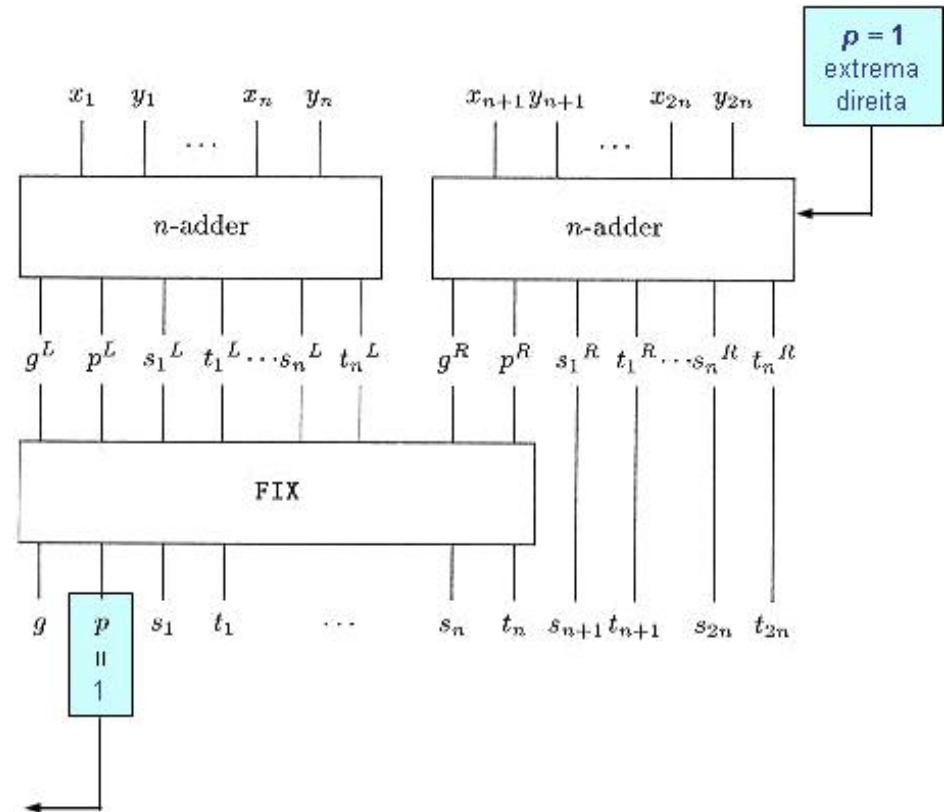 p = 1
extrema
direita
x₁ y₁ xₙ yₙ xₙ₊₁ yₙ₊₁ x₂ₙ y₂ₙ
... ...
n-adder n-adder
gᴸ pᴸ s₁ᴸ t₁ᴸ ... sₙᴸ tₙᴸ gᴿ pᴿ s₁ᴿ t₁ᴿ ... sₙᴿ tₙᴿ
FIX
g p s₁ t₁ ... sₙ tₙ sₙ₊₁ tₙ₊₁ s₂ₙ t₂ₙ
=
1